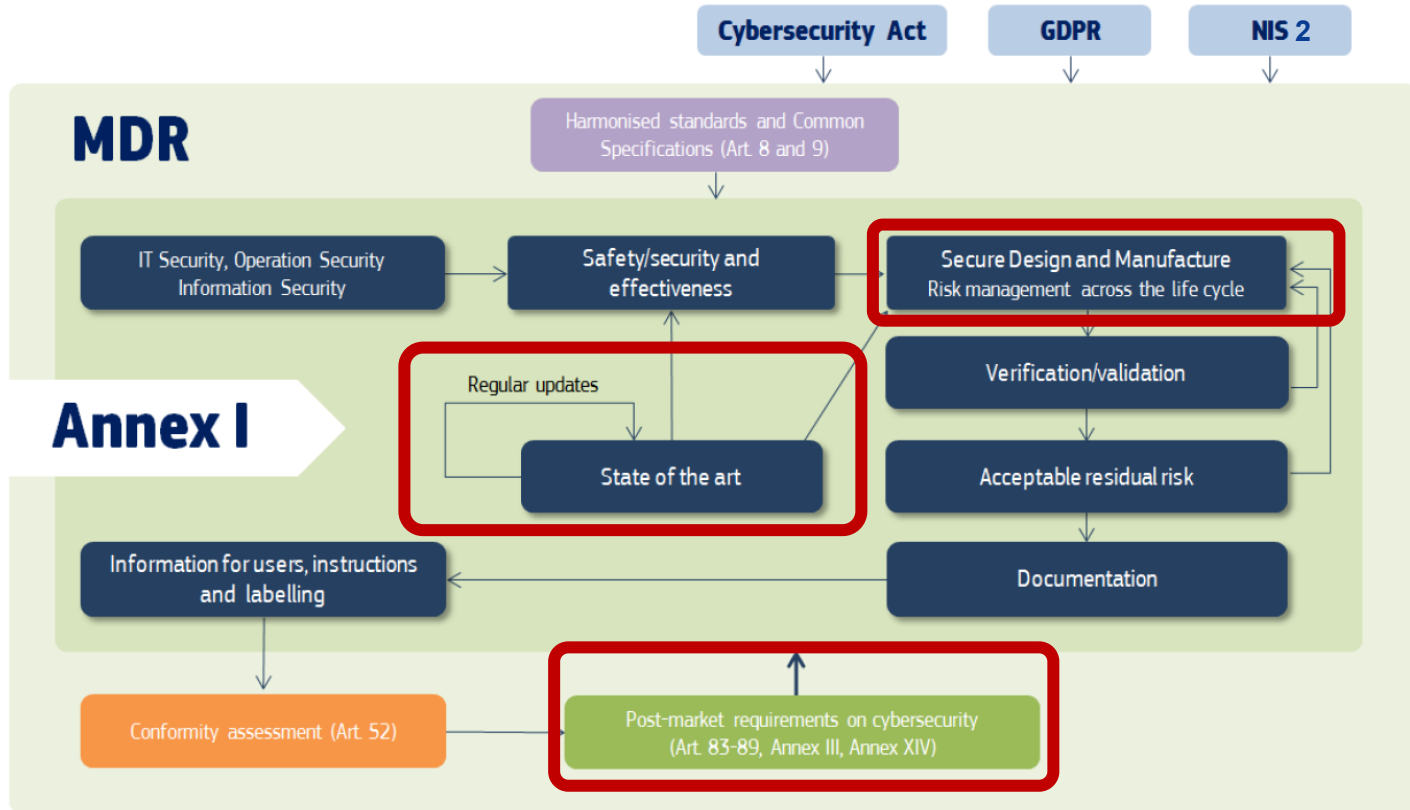 Cybersecurity Act
GDPR
NIS 2
MDR
Harmonised standards and Common
Specifications (Art. 8 and 9)
IT Security, Operation Security
Information Security
Safety/security and
effectiveness
Secure Design and Manufacture
Risk management across the life cycle
Verification/validation
Regular updates
Annex I
State of the art
Acceptable residual risk
Information for users, instructions
and labelling
Documentation
Conformity assessment (Art. 52)
Post-market requirements on cybersecurity
(Art. 83-89, Annex III, Annex XIV)